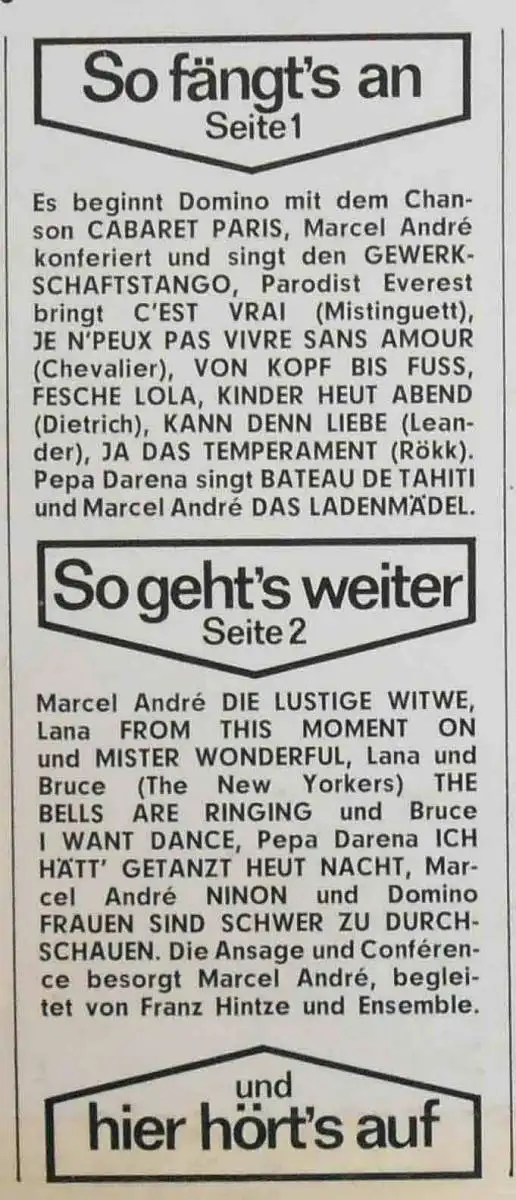 So fängt's an
Seite 1
Es beginnt Domino mit dem Chan-
son CABARET PARIS, Marcel André
konferiert und singt den GEWERK-
SCHAFTSTANGO, Parodist Everest
bringt C'EST VRAI (Mistinguett),
JE N'PEUX PAS VIVRE SANS AMOUR
(Chevalier), VON KOPF BIS FUSS,
FESCHE LOLA, KINDER HEUT ABEND
(Dietrich), KANN DENN LIEBE (Lean-
der), JA DAS TEMPERAMENT (Rökk).
Pepa Darena singt BATEAU DE TAHITI
und Marcel André DAS LADENMÄDEL.
So geht's weiter
Seite 2
Marcel André DIE LUSTIGE WITWE,
Lana FROM THIS MOMENT ON
und MISTER WONDERFUL, Lana und
Bruce (The New Yorkers) THE
BELLS ARE RINGING und Bruce
I WANT DANCE, Pepa Darena ICH
HÄTT' GETANZT HEUT NACHT, Mar-
cel André NINON und Domino
FRAUEN SIND SCHWER ZU DURCH-
SCHAUEN. Die Ansage und Conféren-
ce besorgt Marcel André, beglei-
tet von Franz Hintze und Ensemble.
und
hier hört's auf